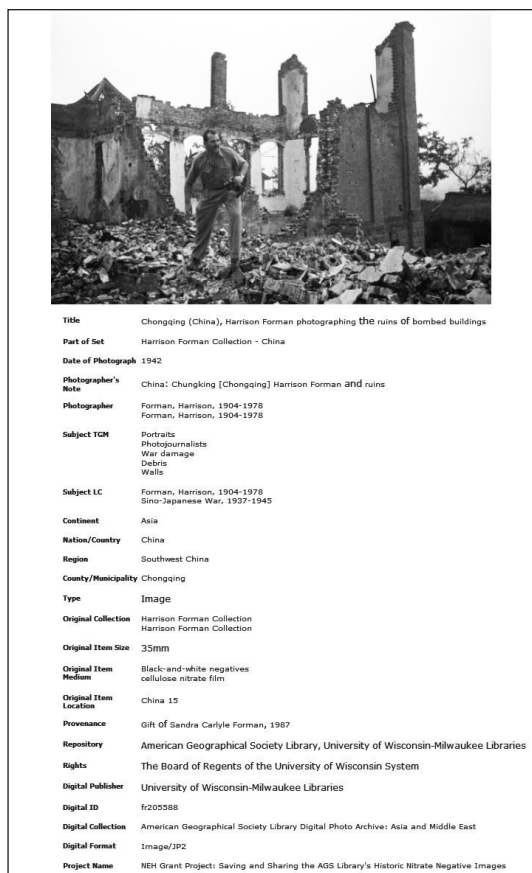 Title Chongqing (China), Harrison Forman photographing the ruins of bombed buildings
Part of Set Harrison Forman Collection - China
Date of Photograph 1942
Photographer's Note China: Chungking [Chongqing] Harrison Forman and ruins
Photographer Forman, Harrison, 1904-1978
Forman, Harrison, 1904-1978
Subject TGM Portraits
Photojournalists
War damage
Debris
Walls
Subject LC Forman, Harrison, 1904-1978
Sino-Japanese War, 1937-1945
Continent Asia
Nation/Country China
Region Southwest China
County/Municipality Chongqing
Type Image
Original Collection Harrison Forman Collection
Harrison Forman Collection
Original Item Size 35mm
Original Item Medium Black-and-white negatives
cellulose nitrate film
Original Item Location China 15
Provenance Gift of Sandra Carlyle Forman, 1987
Repository American Geographical Society Library, University of Wisconsin-Milwaukee Libraries
Rights The Board of Regents of the University of Wisconsin System
Digital Publisher University of Wisconsin-Milwaukee Libraries
Digital ID fr205588
Digital Collection American Geographical Society Library Digital Photo Archive: Asia and Middle East
Digital Format Image/JP2
Project Name NEH Grant Project: Saving and Sharing the AGS Library's Historic Nitrate Negative Images